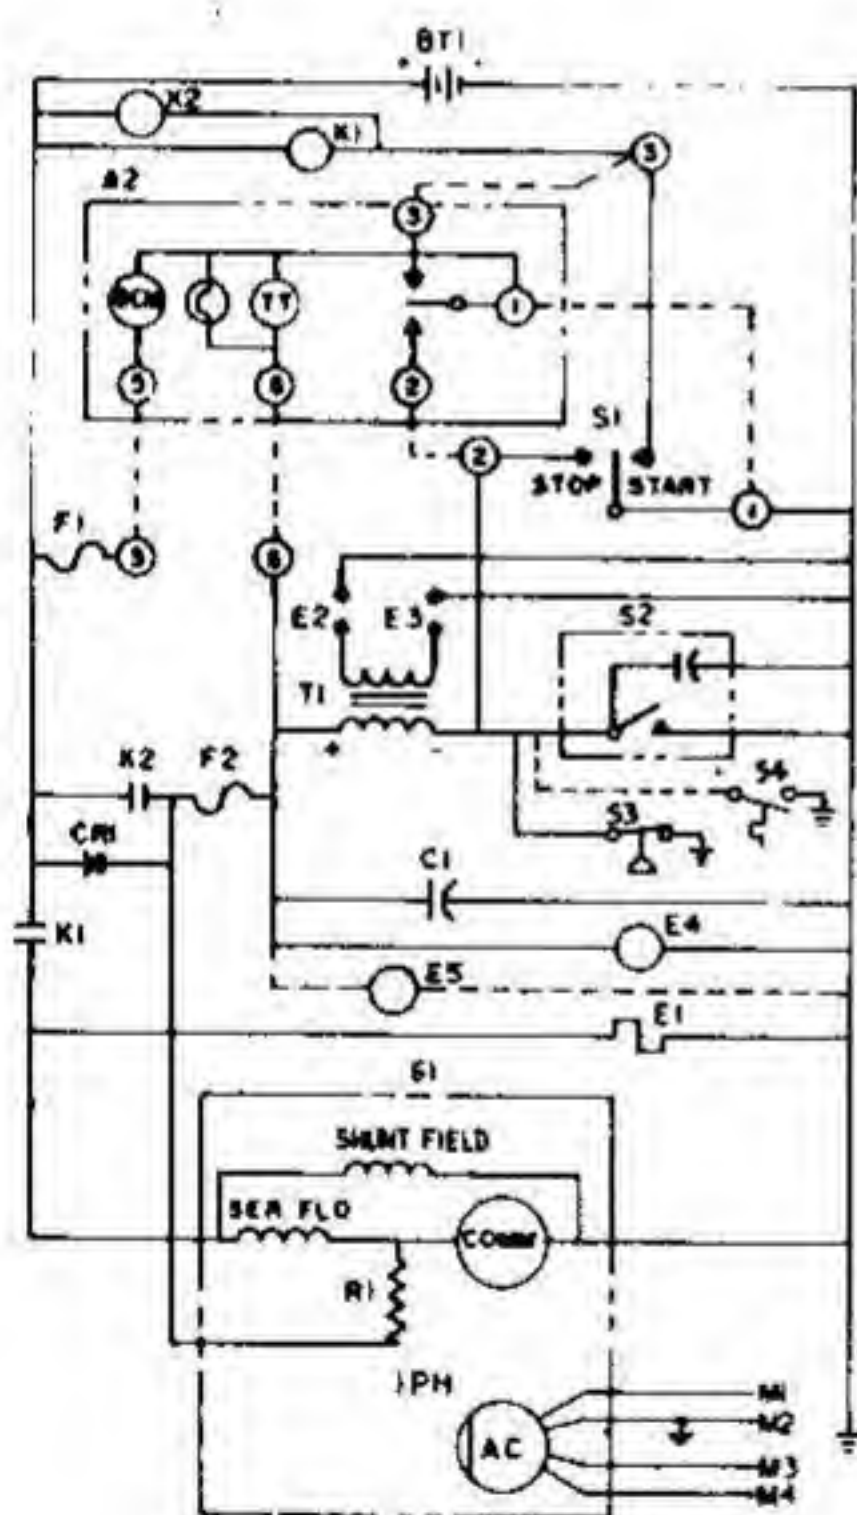 BT1
K2
K1
3
A2
3
TT
1
5
6
2
S1
2
STOP START
1
F1
5
6
E2 E3
S2
T1
+ -
K2 F2
S4
S3
CR1
C1
K1
E4
E5
E1
G1
SHUNT FIELD
SER FLD
COMM
R1
1PH
AC
M1
M2
M3
M4